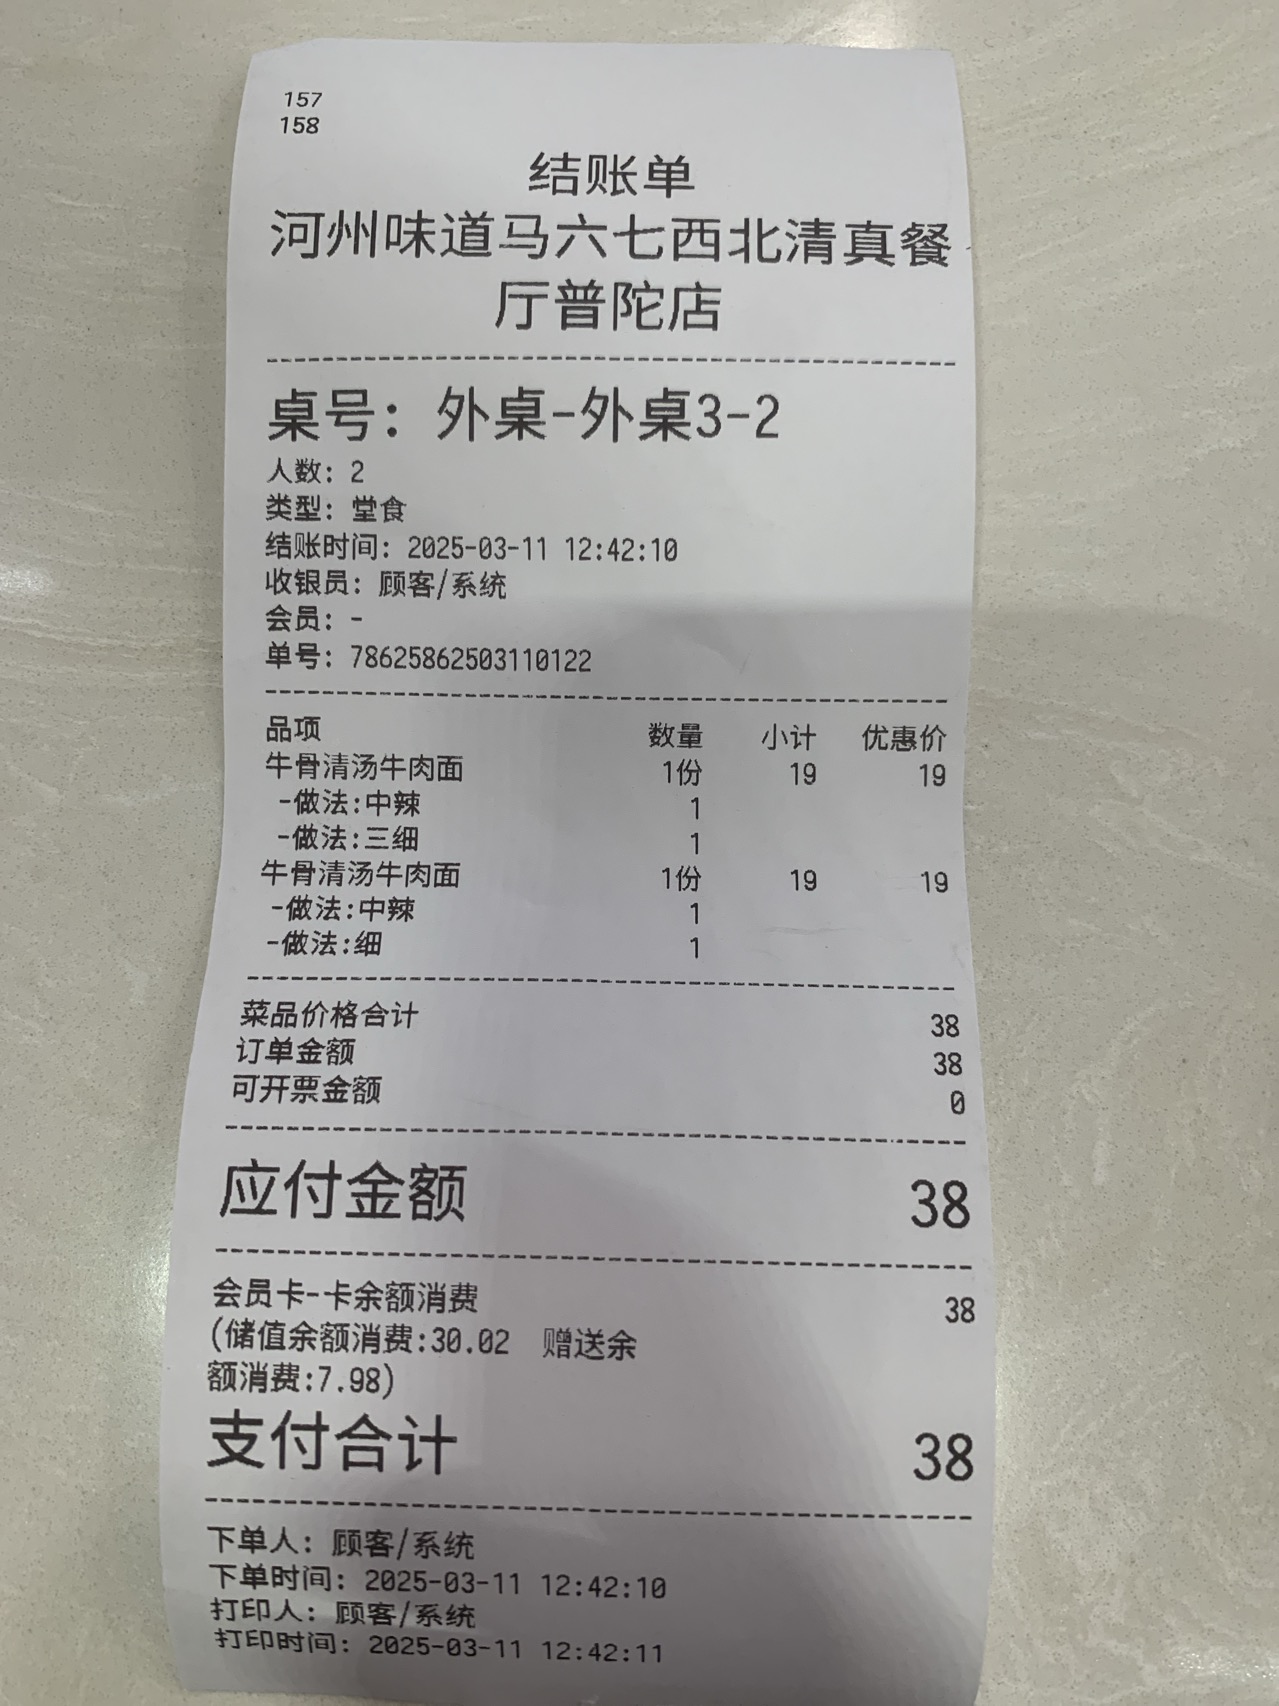 157
158
结账单
河州味道马六七西北清真餐
厅普陀店
桌号：外桌-外桌3-2
人数：2
类型：堂食
结账时间：2025-03-11 12:42:10
收银员：顾客/系统
会员：-
单号：786258625031​10122
品项 数量 小计 优惠价
牛骨清汤牛肉面 1份 19 19
-做法:中辣 1
-做法:三细 1
牛骨清汤牛肉面 1份 19 19
-做法:中辣 1
-做法:细 1
菜品价格合计 38
订单金额 38
可开票金额 0
应付金额 38
会员卡-卡余额消费 38
(储值余额消费:30.02 赠送余
额消费:7.98)
支付合计 38
下单人：顾客/系统
下单时间：2025-03-11 12:42:10
打印人：顾客/系统
打印时间：2025-03-11 12:42:11